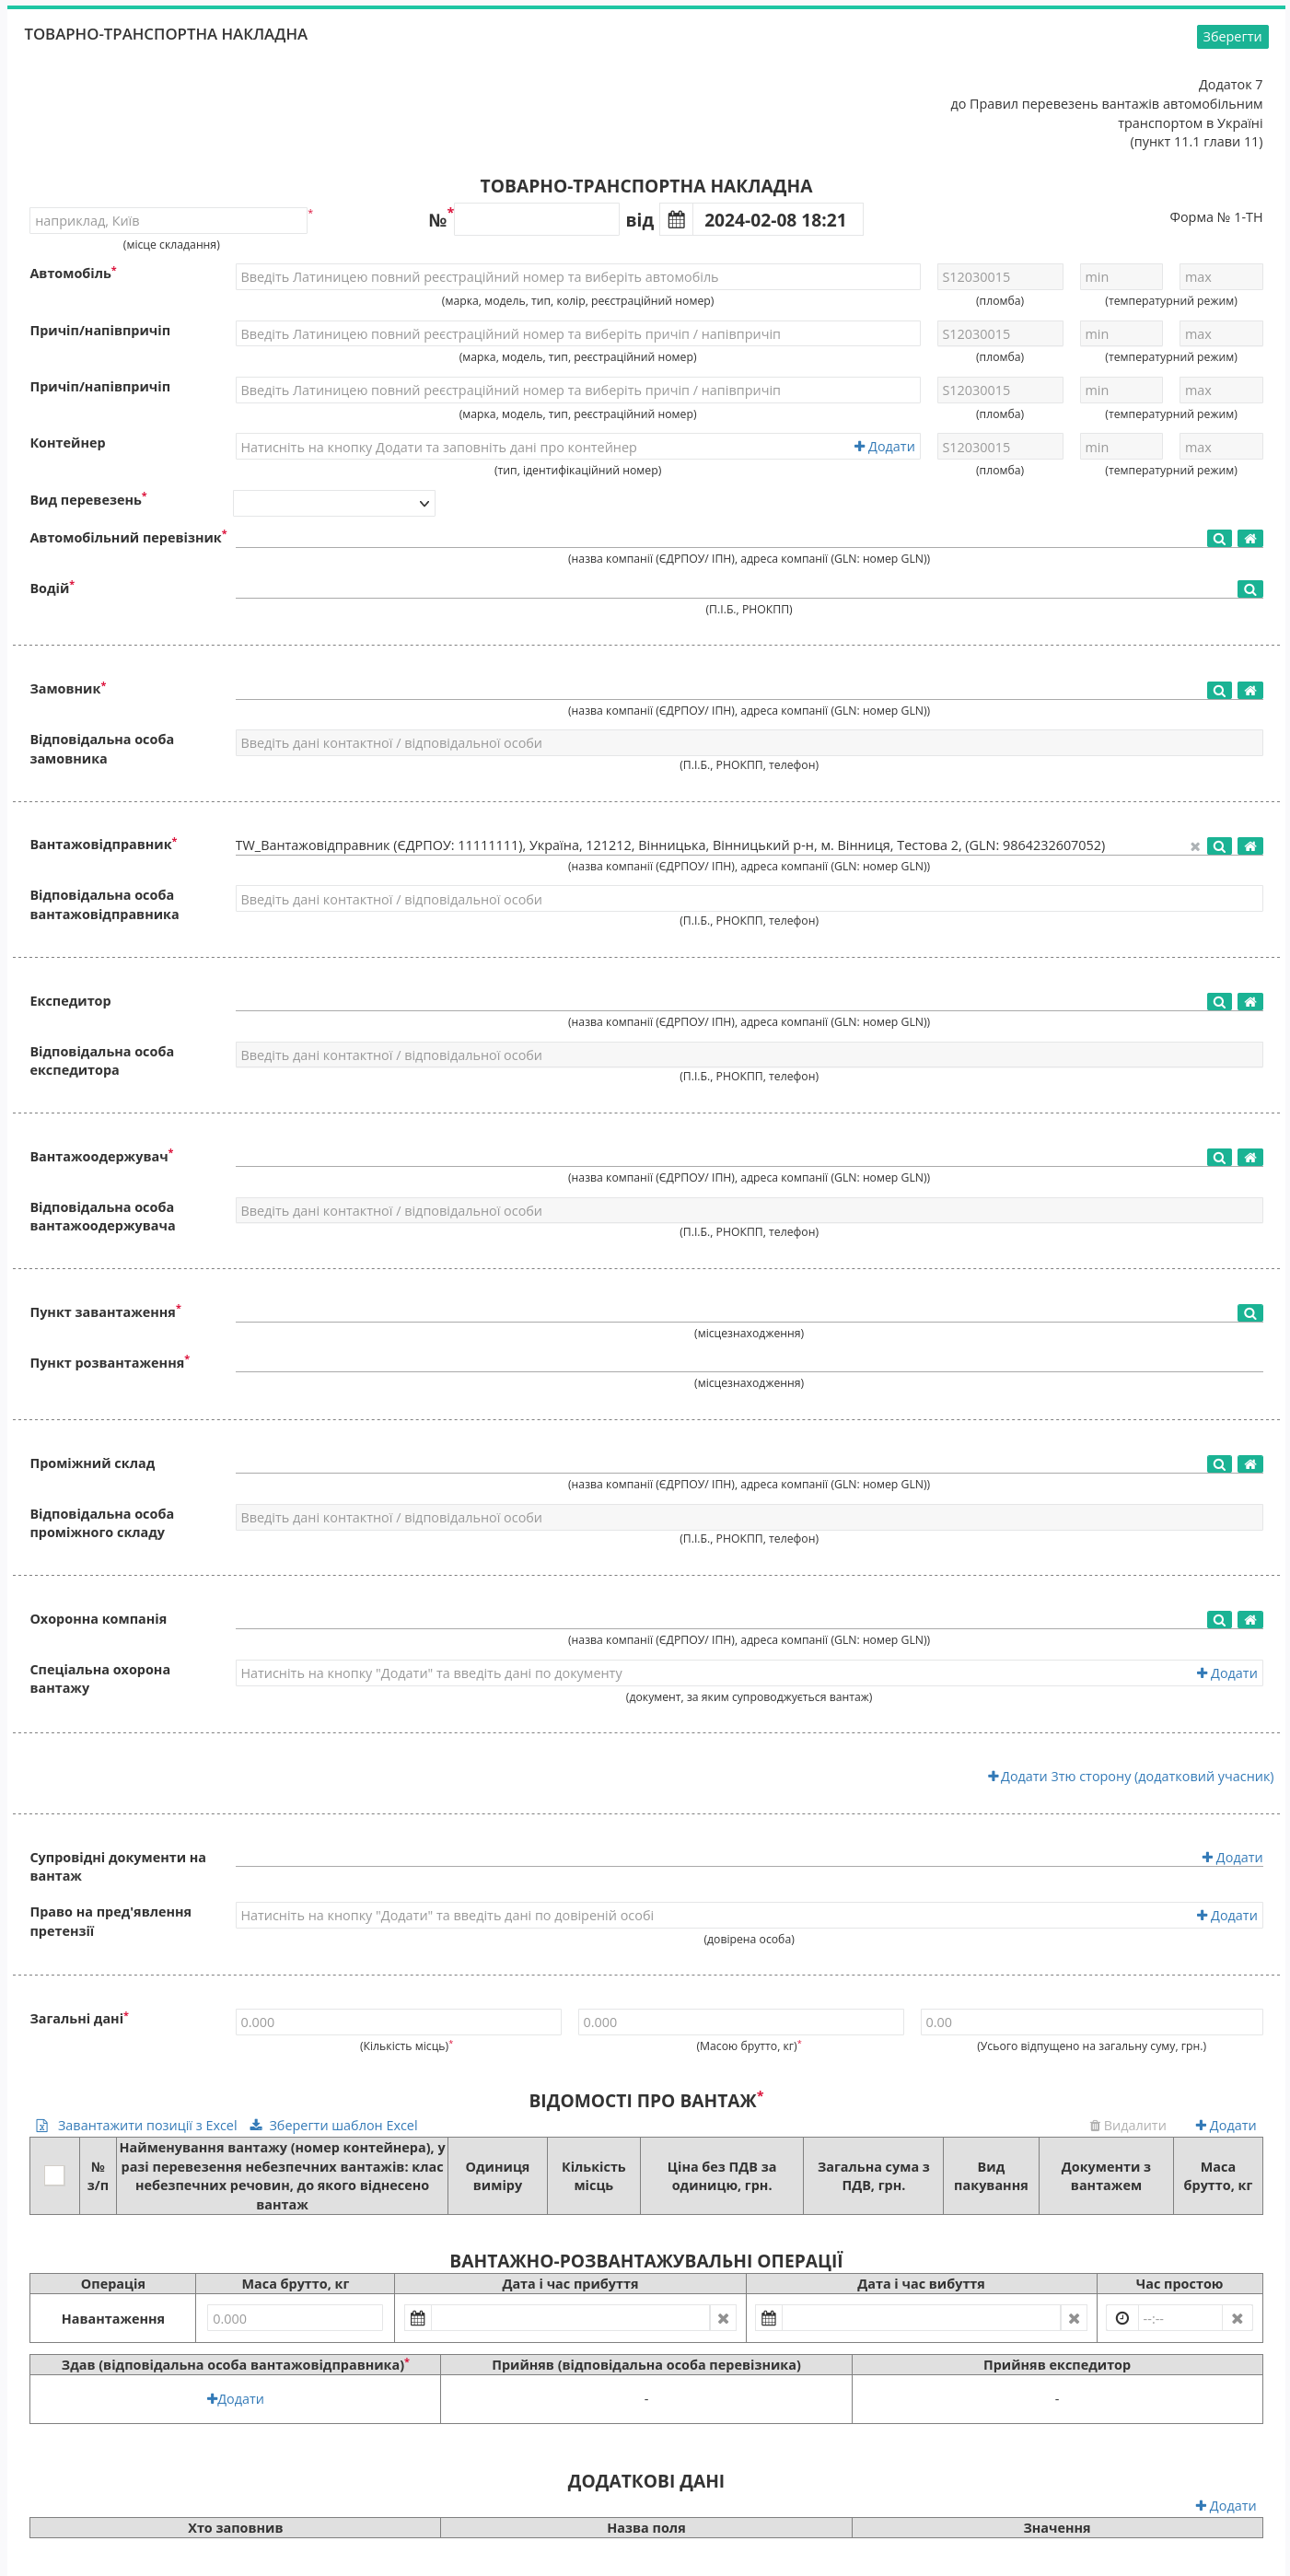 ТОВАРНО-ТРАНСПОРТНА НАКЛАДНА
Зберегти
Додаток 7
до Правил перевезень вантажів автомобільним
транспортом в Україні
(пункт 11.1 глави 11)
ТОВАРНО-ТРАНСПОРТНА НАКЛАДНА
наприклад, Київ * №* від 2024-02-08 18:21 Форма № 1-ТН
(місце складання)
Автомобіль* Введіть Латиницею повний реєстраційний номер та виберіть автомобіль S12030015 min max
(марка, модель, тип, колір, реєстраційний номер) (пломба) (температурний режим)
Причіп/напівпричіп Введіть Латиницею повний реєстраційний номер та виберіть причіп / напівпричіп S12030015 min max
(марка, модель, тип, реєстраційний номер) (пломба) (температурний режим)
Причіп/напівпричіп Введіть Латиницею повний реєстраційний номер та виберіть причіп / напівпричіп S12030015 min max
(марка, модель, тип, реєстраційний номер) (пломба) (температурний режим)
Контейнер Натисніть на кнопку Додати та заповніть дані про контейнер Додати S12030015 min max
(тип, ідентифікаційний номер) (пломба) (температурний режим)
Вид перевезень*
Автомобільний перевізник*
(назва компанії (ЄДРПОУ/ ІПН), адреса компанії (GLN: номер GLN))
Водій*
(П.І.Б., РНОКПП)
Замовник*
(назва компанії (ЄДРПОУ/ ІПН), адреса компанії (GLN: номер GLN))
Відповідальна особа
замовника
Введіть дані контактної / відповідальної особи
(П.І.Б., РНОКПП, телефон)
Вантажовідправник* TW_Вантажовідправник (ЄДРПОУ: 11111111), Україна, 121212, Вінницька, Вінницький р-н, м. Вінниця, Тестова 2, (GLN: 9864232607052)
(назва компанії (ЄДРПОУ/ ІПН), адреса компанії (GLN: номер GLN))
Відповідальна особа
вантажовідправника
Введіть дані контактної / відповідальної особи
(П.І.Б., РНОКПП, телефон)
Експедитор
(назва компанії (ЄДРПОУ/ ІПН), адреса компанії (GLN: номер GLN))
Відповідальна особа
експедитора
Введіть дані контактної / відповідальної особи
(П.І.Б., РНОКПП, телефон)
Вантажоодержувач*
(назва компанії (ЄДРПОУ/ ІПН), адреса компанії (GLN: номер GLN))
Відповідальна особа
вантажоодержувача
Введіть дані контактної / відповідальної особи
(П.І.Б., РНОКПП, телефон)
Пункт завантаження*
(місцезнаходження)
Пункт розвантаження*
(місцезнаходження)
Проміжний склад
(назва компанії (ЄДРПОУ/ ІПН), адреса компанії (GLN: номер GLN))
Відповідальна особа
проміжного складу
Введіть дані контактної / відповідальної особи
(П.І.Б., РНОКПП, телефон)
Охоронна компанія
(назва компанії (ЄДРПОУ/ ІПН), адреса компанії (GLN: номер GLN))
Спеціальна охорона
вантажу
Натисніть на кнопку "Додати" та введіть дані по документу Додати
(документ, за яким супроводжується вантаж)
Додати 3тю сторону (додатковий учасник)
Супровідні документи на
вантаж
Додати
Право на пред'явлення
претензії
Натисніть на кнопку "Додати" та введіть дані по довіреній особі Додати
(довірена особа)
Загальні дані* 0.000 0.000 0.00
(Кількість місць)* (Масою брутто, кг)* (Усього відпущено на загальну суму, грн.)
ВІДОМОСТІ ПРО ВАНТАЖ*
Завантажити позиції з Excel Зберегти шаблон Excel Видалити Додати
№
з/п
Найменування вантажу (номер контейнера), у
разі перевезення небезпечних вантажів: клас
небезпечних речовин, до якого віднесено
вантаж
Одиниця
виміру
Кількість
місць
Ціна без ПДВ за
одиницю, грн.
Загальна сума з
ПДВ, грн.
Вид
пакування
Документи з
вантажем
Маса
брутто, кг
ВАНТАЖНО-РОЗВАНТАЖУВАЛЬНІ ОПЕРАЦІЇ
Операція Маса брутто, кг Дата і час прибуття Дата і час вибуття Час простою
Навантаження 0.000 --:--
Здав (відповідальна особа вантажовідправника)* Прийняв (відповідальна особа перевізника) Прийняв експедитор
Додати - -
ДОДАТКОВІ ДАНІ
Додати
Хто заповнив Назва поля Значення